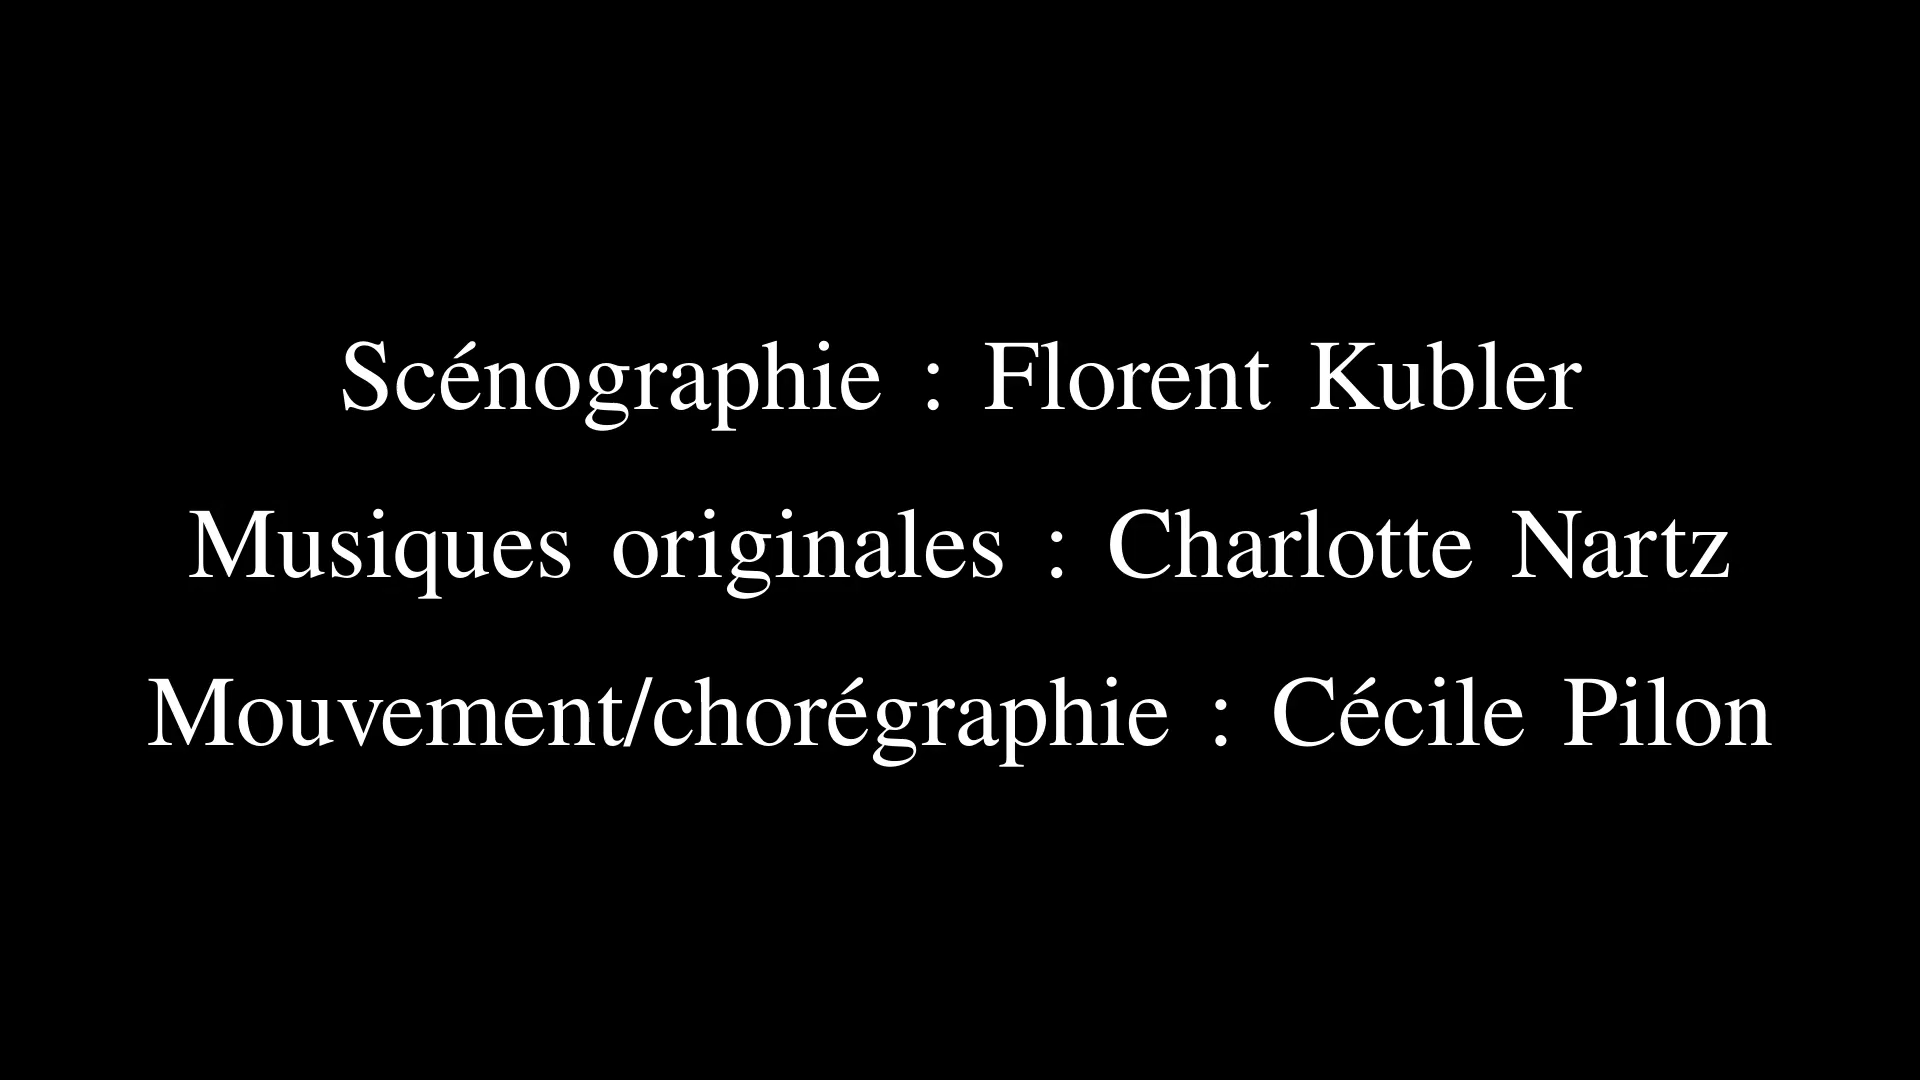 Scénographie : Florent Kubler
Musiques originales : Charlotte Nartz
Mouvement/chorégraphie : Cécile Pilon